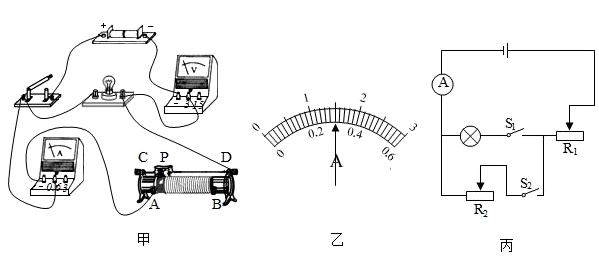 + −
V
− 3 15
A
− 0.6 3
C P D
A B
甲
0 1 2 3
0 0.2 0.4 0.6
A
乙
A
S1
R1
S2
R2
丙